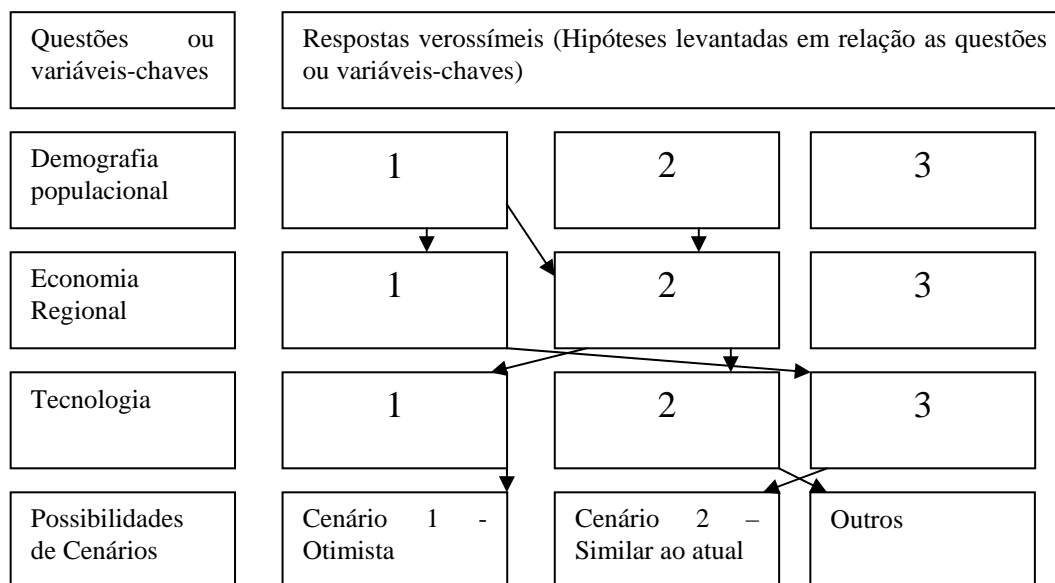 Questões ou
variáveis-chaves
Respostas verossímeis (Hipóteses levantadas em relação as questões
ou variáveis-chaves)
Demografia
populacional
1
2
3
Economia
Regional
1
2
3
Tecnologia
1
2
3
Possibilidades
de Cenários
Cenário 1 -
Otimista
Cenário 2 –
Similar ao atual
Outros